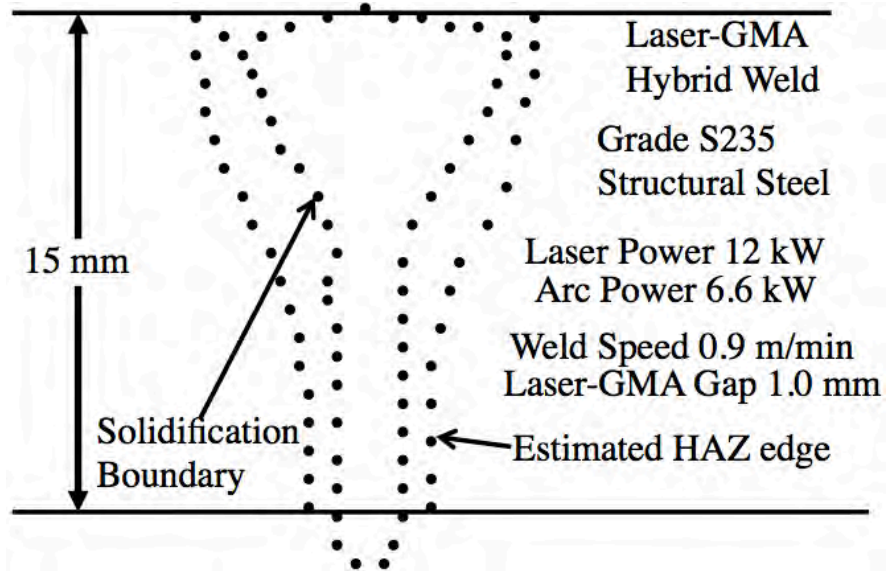 Laser-GMA
Hybrid Weld
Grade S235
Structural Steel
15 mm
Laser Power 12 kW
Arc Power 6.6 kW
Weld Speed 0.9 m/min
Laser-GMA Gap 1.0 mm
Solidification
Boundary
Estimated HAZ edge